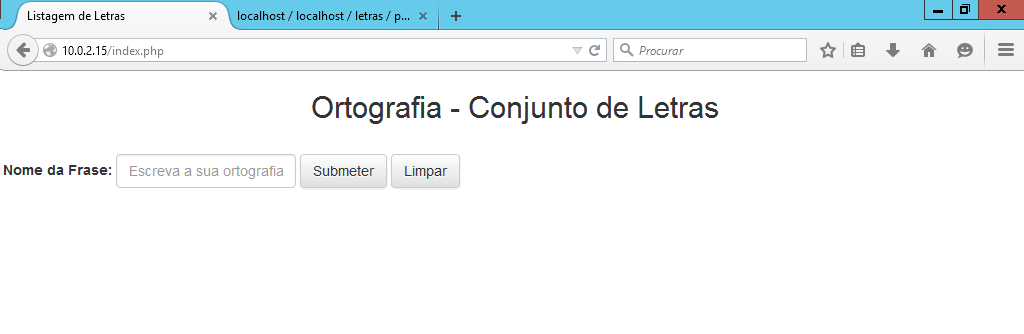 Listagem de Letras
localhost / localhost / letras / p...
10.0.2.15/index.php
Procurar
Ortografia - Conjunto de Letras
Nome da Frase: Escreva a sua ortografia Submeter Limpar